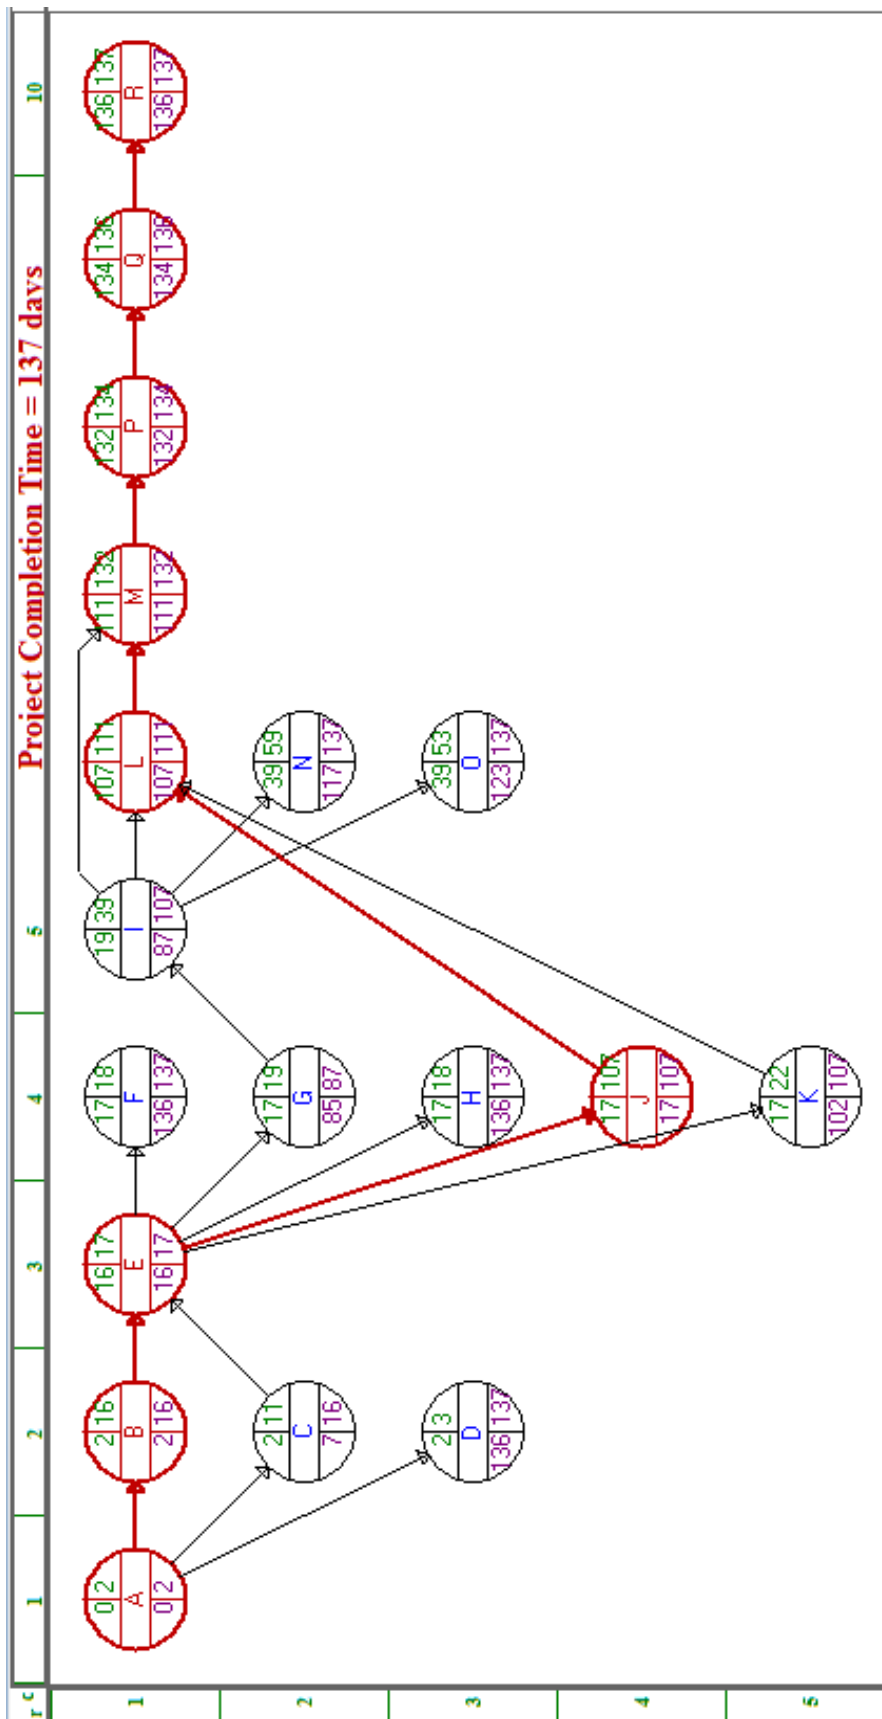 Project Completion Time = 137 days
r c
1
3
4
5
10
2
1
2
3
4
5
0 2
A
0 2
2 16
B
2 16
2 11
C
7 16
2 3
D
136 137
16 17
E
16 17
17 18
F
136 137
17 19
G
85 87
17 18
H
136 137
17 107
J
17 107
17 22
K
102 107
19 39
I
87 107
107 111
L
107 111
39 59
N
117 137
39 53
O
123 137
111 132
M
111 132
132 134
P
132 134
134 136
Q
134 136
136 137
R
136 137